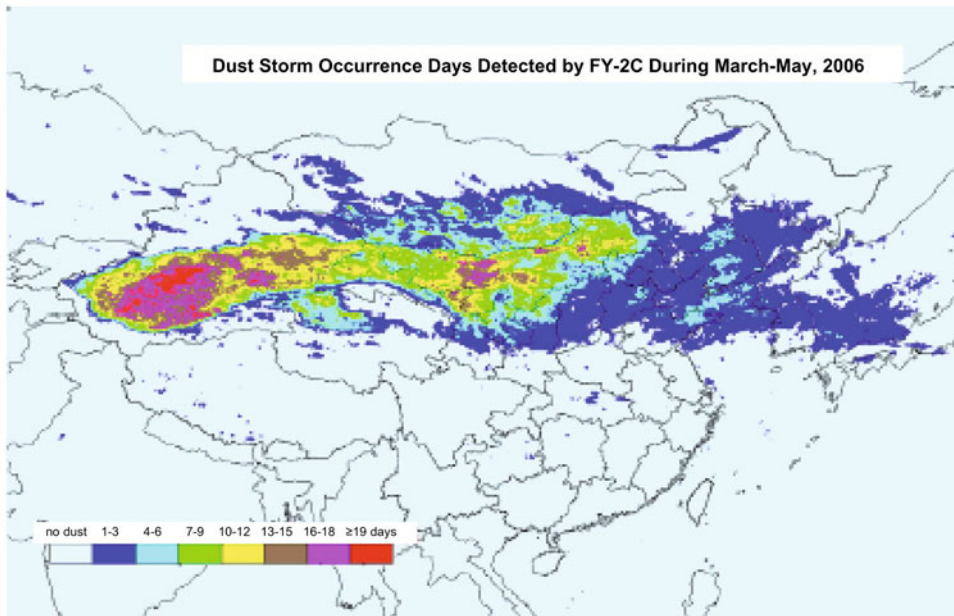 Dust Storm Occurrence Days Detected by FY-2C During March-May, 2006
no dust 1-3 4-6 7-9 10-12 13-15 16-18 ≥19 days